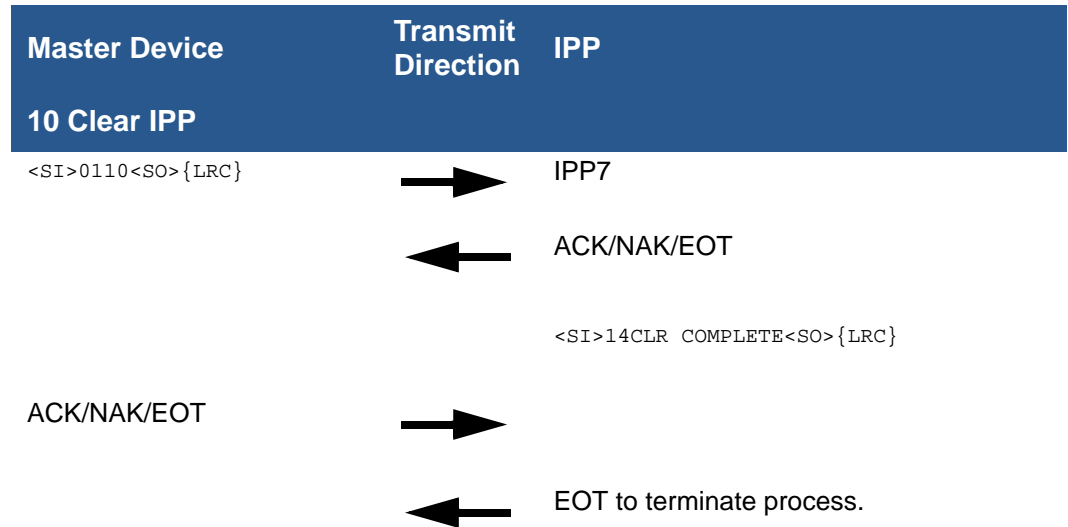 Master Device Transmit Direction IPP
10 Clear IPP
<SI>0110<SO>{LRC} IPP7
ACK/NAK/EOT
<SI>14CLR COMPLETE<SO>{LRC}
ACK/NAK/EOT
EOT to terminate process.